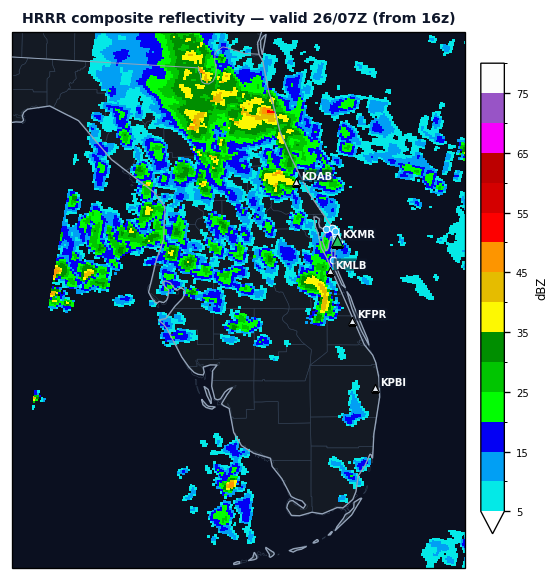 HRRR composite reflectivity — valid 26/07Z (from 16z)
KDAB
KXMR
KMLB
KFPR
KPBI
75
65
55
45
35
25
15
5
dBZ